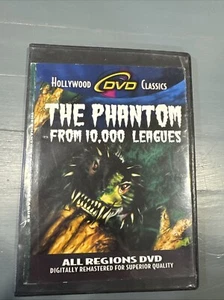 HOLLYWOOD DVD CLASSICS
THE PHANTOM
FROM 10,000 LEAGUES
ALL REGIONS DVD
DIGITALLY REMASTERED FOR SUPERIOR QUALITY